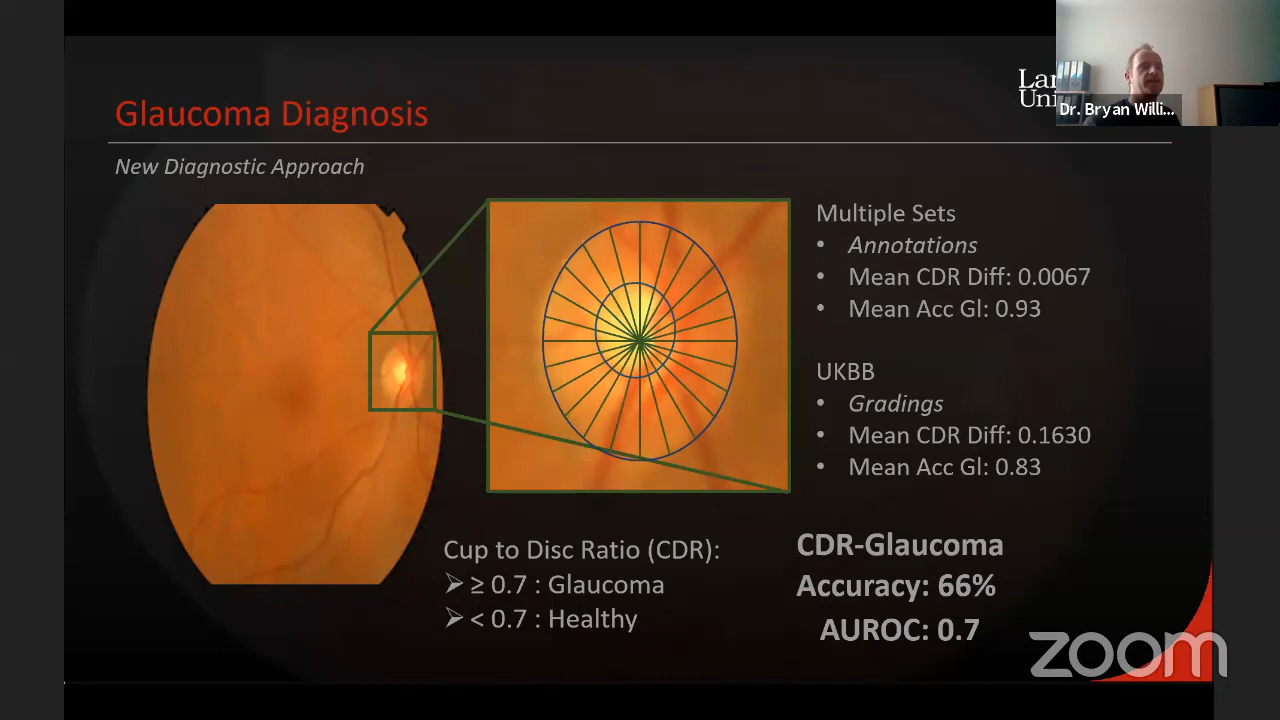 Glaucoma Diagnosis
New Diagnostic Approach
Lan
Uni
Dr. Bryan Willi...
Multiple Sets
• Annotations
• Mean CDR Diff: 0.0067
• Mean Acc Gl: 0.93
UKBB
• Gradings
• Mean CDR Diff: 0.1630
• Mean Acc Gl: 0.83
Cup to Disc Ratio (CDR):
➢ ≥ 0.7 : Glaucoma
➢ < 0.7 : Healthy
CDR-Glaucoma
Accuracy: 66%
AUROC: 0.7
zoom